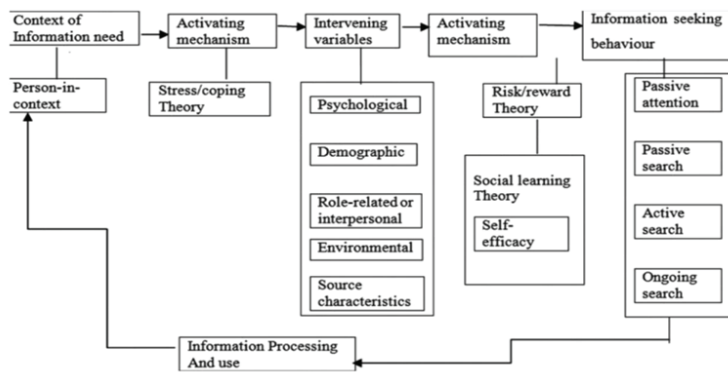 Context of
Information need
Activating
mechanism
Intervening
variables
Activating
mechanism
Information seeking
behaviour
Person-in-
context
Stress/coping
Theory
Psychological
Demographic
Role-related or
interpersonal
Environmental
Source
characteristics
Risk/reward
Theory
Social learning
Theory
Self-
efficacy
Passive
attention
Passive
search
Active
search
Ongoing
search
Information Processing
And use